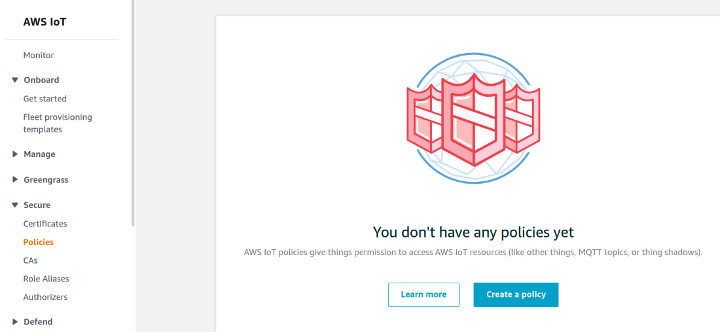 AWS IoT
Monitor
Onboard
Get started
Fleet provisioning
templates
Manage
Greengrass
Secure
Certificates
Policies
CAs
Role Aliases
Authorizers
Defend
You don't have any policies yet
AWS IoT policies give things permission to access AWS IoT resources (like other things, MQTT topics, or thing shadows).
Learn more
Create a policy